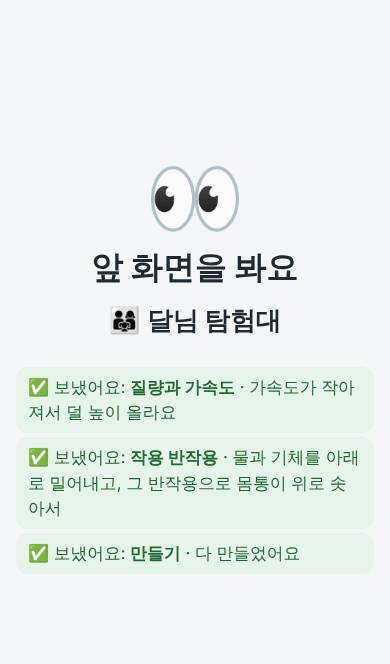 앞 화면을 봐요
달님 탐험대
✅ 보냈어요: 질량과 가속도 · 가속도가 작아
져서 덜 높이 올라요
✅ 보냈어요: 작용 반작용 · 물과 기체를 아래
로 밀어내고, 그 반작용으로 몸통이 위로 솟
아서
✅ 보냈어요: 만들기 · 다 만들었어요